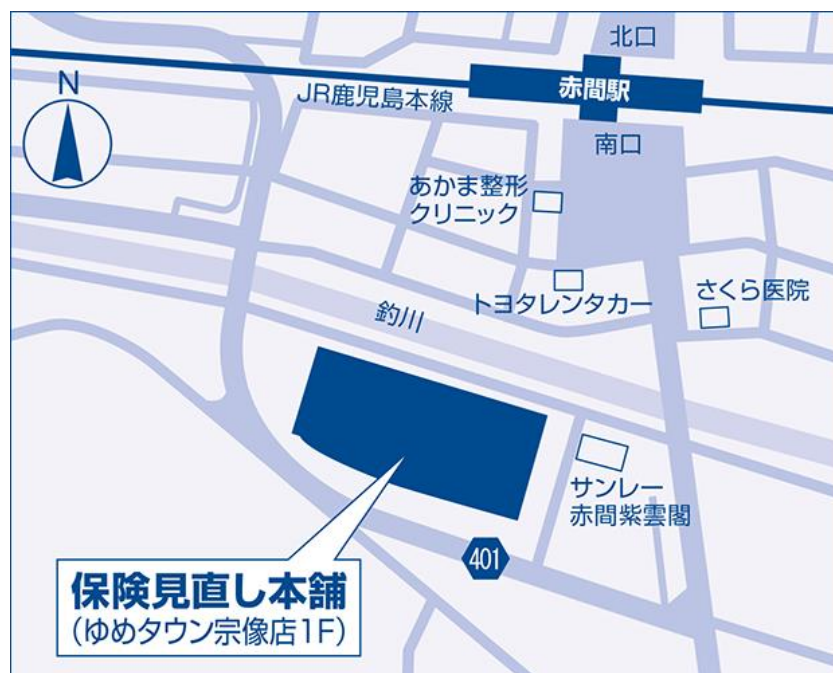 北口
N
赤間駅
JR鹿児島本線
南口
あかま整形
クリニック
トヨタレンタカー
さくら医院
釣川
サンレー
赤間紫雲閣
401
保険見直し本舗
(ゆめタウン宗像店1F)